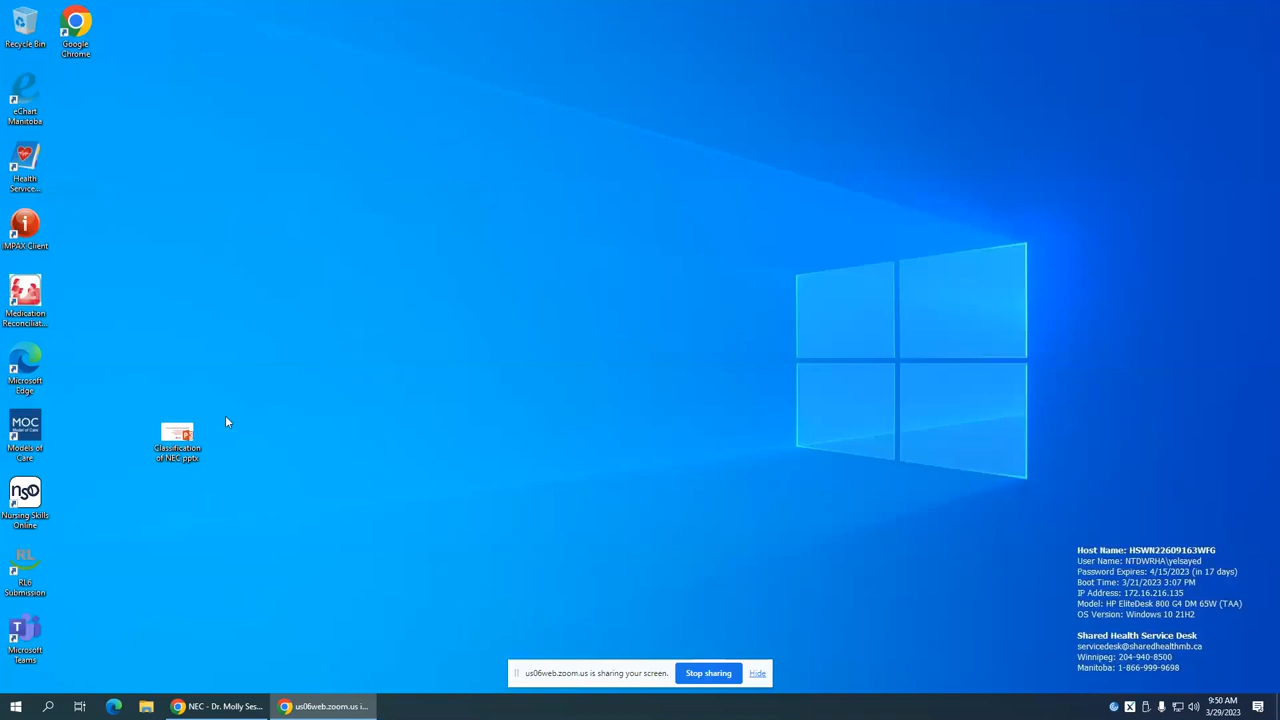 Recycle Bin
Google
Chrome
eChart
Manitoba
Health
Service...
i
IMPAX Client
Medication
Reconciliat...
Microsoft
Edge
MOC
Model of Care
Models of
Care
nso
Nursing Skills
Online
RL
RL6
Submission
Microsoft
Teams
Classification
of NEC.pptx
Host Name: HSWN22609163WFG
User Name: NTDWRHA\yelsayed
Password Expires: 4/15/2023 (in 17 days)
Boot Time: 3/21/2023 3:07 PM
IP Address: 172.16.216.135
Model: HP EliteDesk 800 G4 DM 65W (TAA)
OS Version: Windows 10 21H2
Shared Health Service Desk
servicedesk@sharedhealthmb.ca
Winnipeg: 204-940-8500
Manitoba: 1-866-999-9698
us06web.zoom.us is sharing your screen.
Stop sharing
Hide
NEC - Dr. Molly Ses...
us06web.zoom.us i...
9:50 AM
3/29/2023